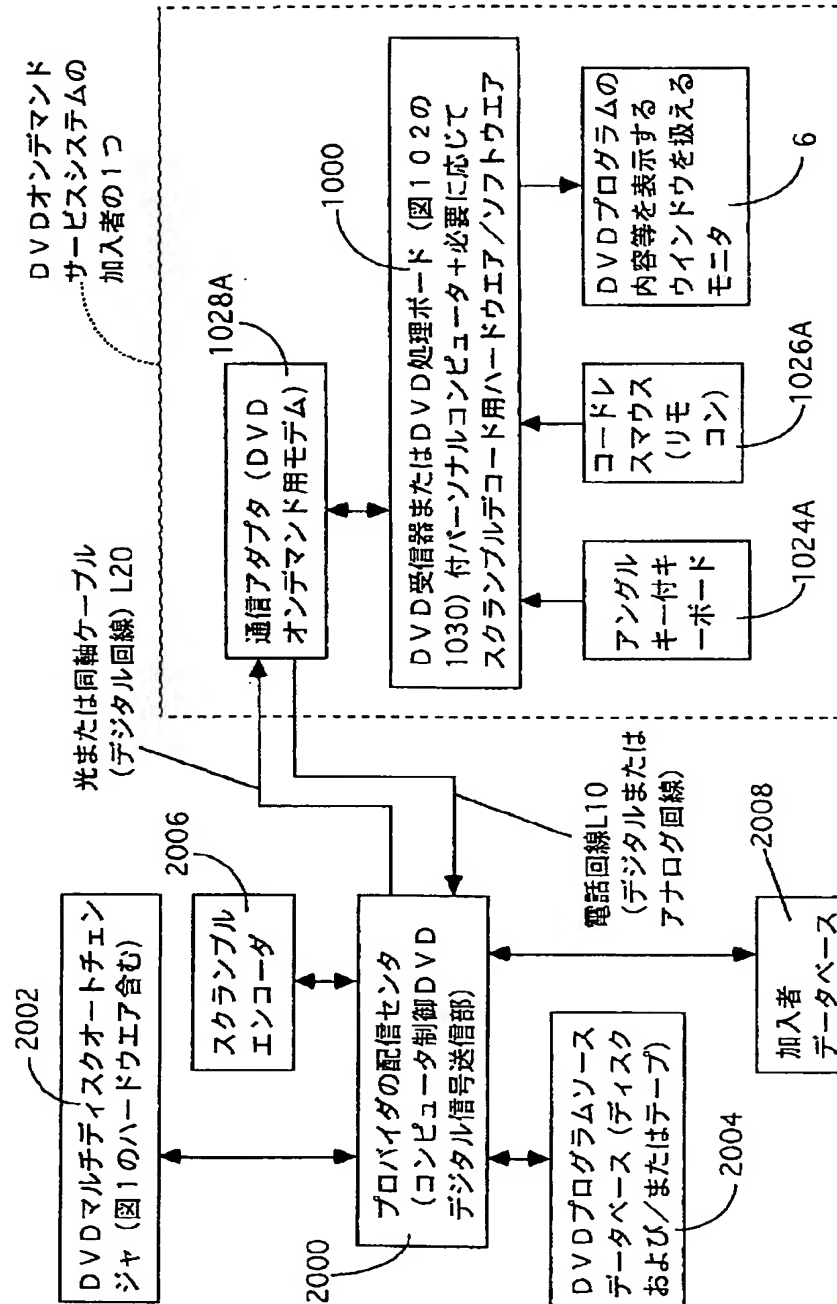 DVDオンデマンド
サービスシステムの
加入者の1つ
光または同軸ケーブル
(デジタル回線) L20
1028A
通信アダプタ (DVD
オンデマンド用モデム)
1000
DVD受信器またはDVD処理ボード (図102の
1030) 付パーソナルコンピュータ+必要に応じて
スクランブルデコード用ハードウエア/ソフトウエア
アングル
キー付キ
ーボード
1024A
コードレ
スマウス
(リモ
コン)
1026A
DVDプログラムの
内容等を表示する
ウインドウを扱える
モニタ
6
2002
DVDマルチディスクオートチェン
ジャ (図1のハードウエア含む)
2006
スクランブル
エンコーダ
2000
プロバイダの配信センタ
(コンピュータ制御DVD
デジタル信号送信部)
電話回線L10
(デジタルまたは
アナログ回線)
DVDプログラムソース
データベース (ディスク
および/またはテープ)
2004
2008
加入者
データベース